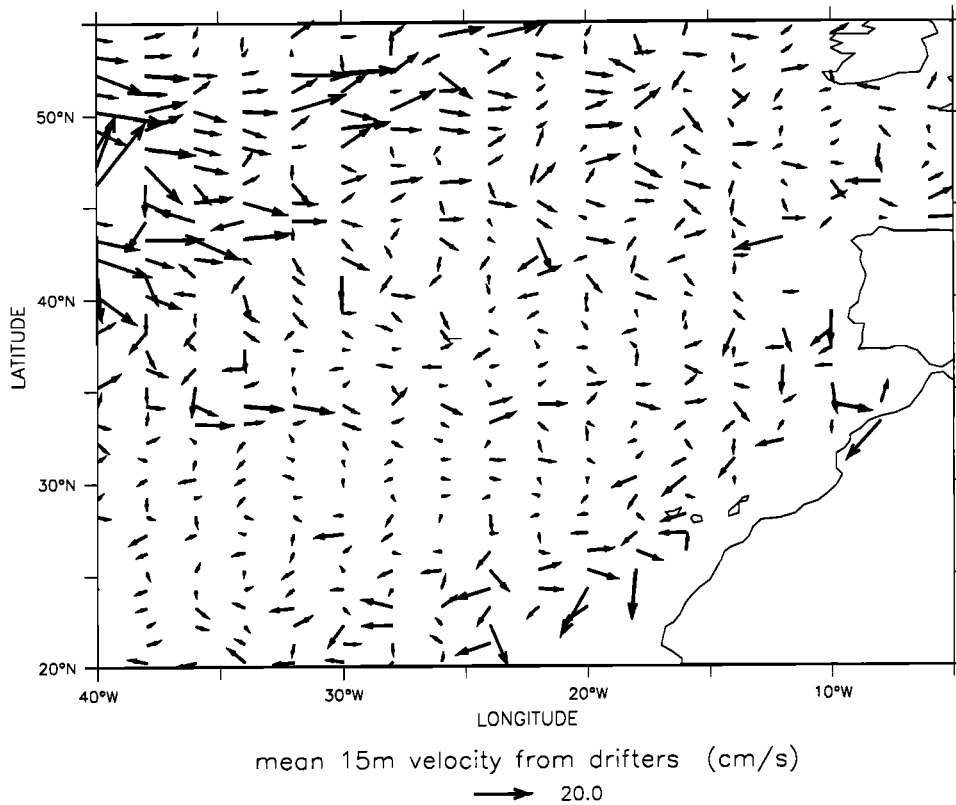 50°N
40°N
30°N
20°N
LATITUDE
40°W
30°W
20°W
10°W
LONGITUDE
mean 15m velocity from drifters (cm/s)
20.0